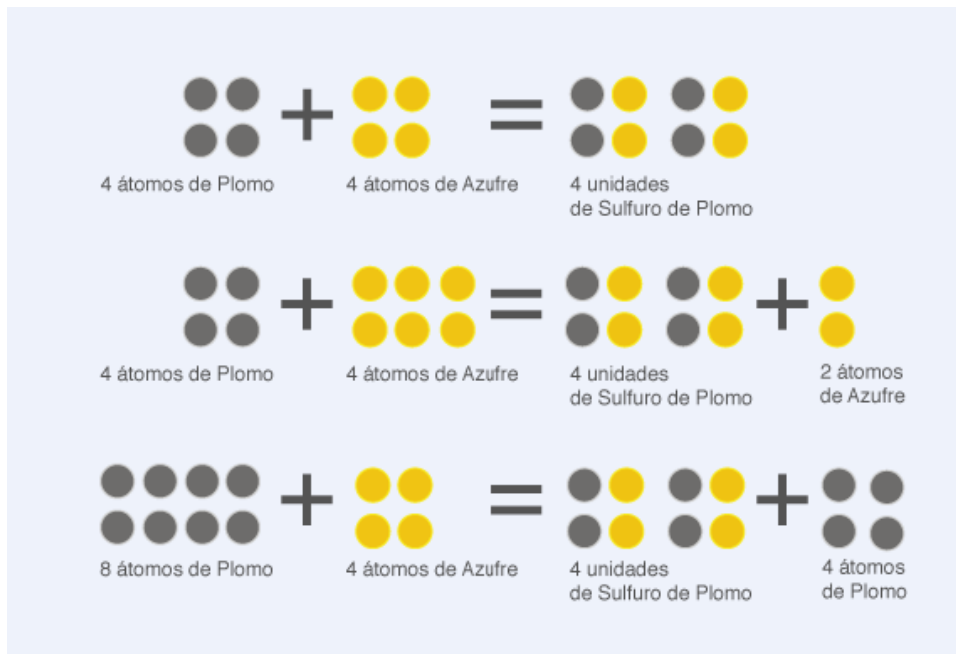 4 átomos de Plomo
4 átomos de Azufre
4 unidades
de Sulfuro de Plomo
4 átomos de Plomo
4 átomos de Azufre
4 unidades
de Sulfuro de Plomo
2 átomos
de Azufre
8 átomos de Plomo
4 átomos de Azufre
4 unidades
de Sulfuro de Plomo
4 átomos
de Plomo